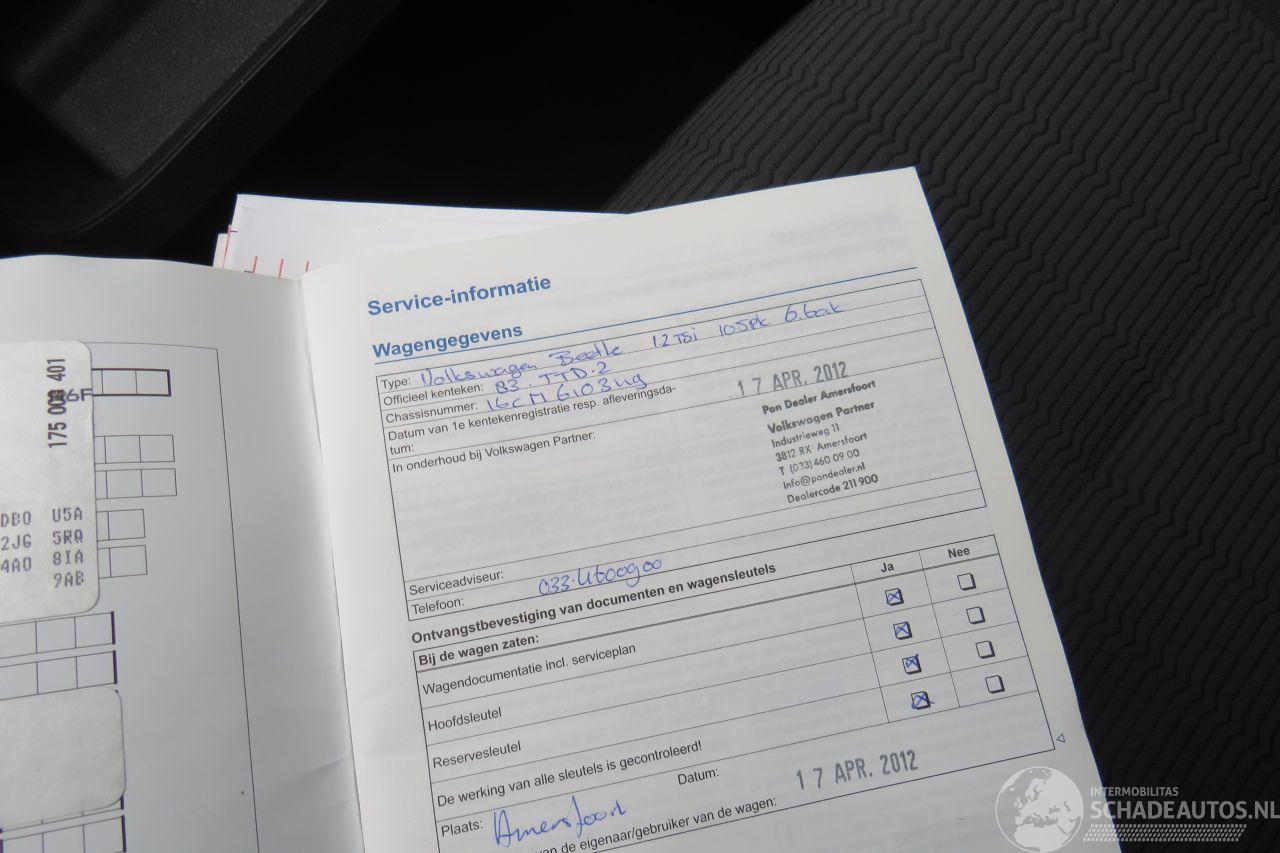 175 003 401
6F
DB0 U5A
2JG 5RQ
4A0 8IA
9AB
Service-informatie
Wagengegevens
Type: Volkswagen Beetle 1.2 TSi 105pk 6.bak
Officieel kenteken: 83.TTD.2
Chassisnummer: 16CM610349
Datum van 1e kentekenregistratie resp. afleveringsda-
tum:
17 APR. 2012
In onderhoud bij Volkswagen Partner:
Pon Dealer Amersfoort
Volkswagen Partner
Industrieweg 11
3812 RX Amersfoort
T (033) 460 09 00
Info@pondealer.nl
Dealercode 211 900
Serviceadviseur:
Telefoon: 033-4600900
Ontvangstbevestiging van documenten en wagensleutels
Bij de wagen zaten:
Ja Nee
Wagendocumentatie incl. serviceplan
Hoofdsleutel
Reservesleutel
De werking van alle sleutels is gecontroleerd!
Plaats: Amersfoort Datum: 17 APR. 2012
van de eigenaar/gebruiker van de wagen:
INTERMOBILITAS
SCHADEAUTOS.NL